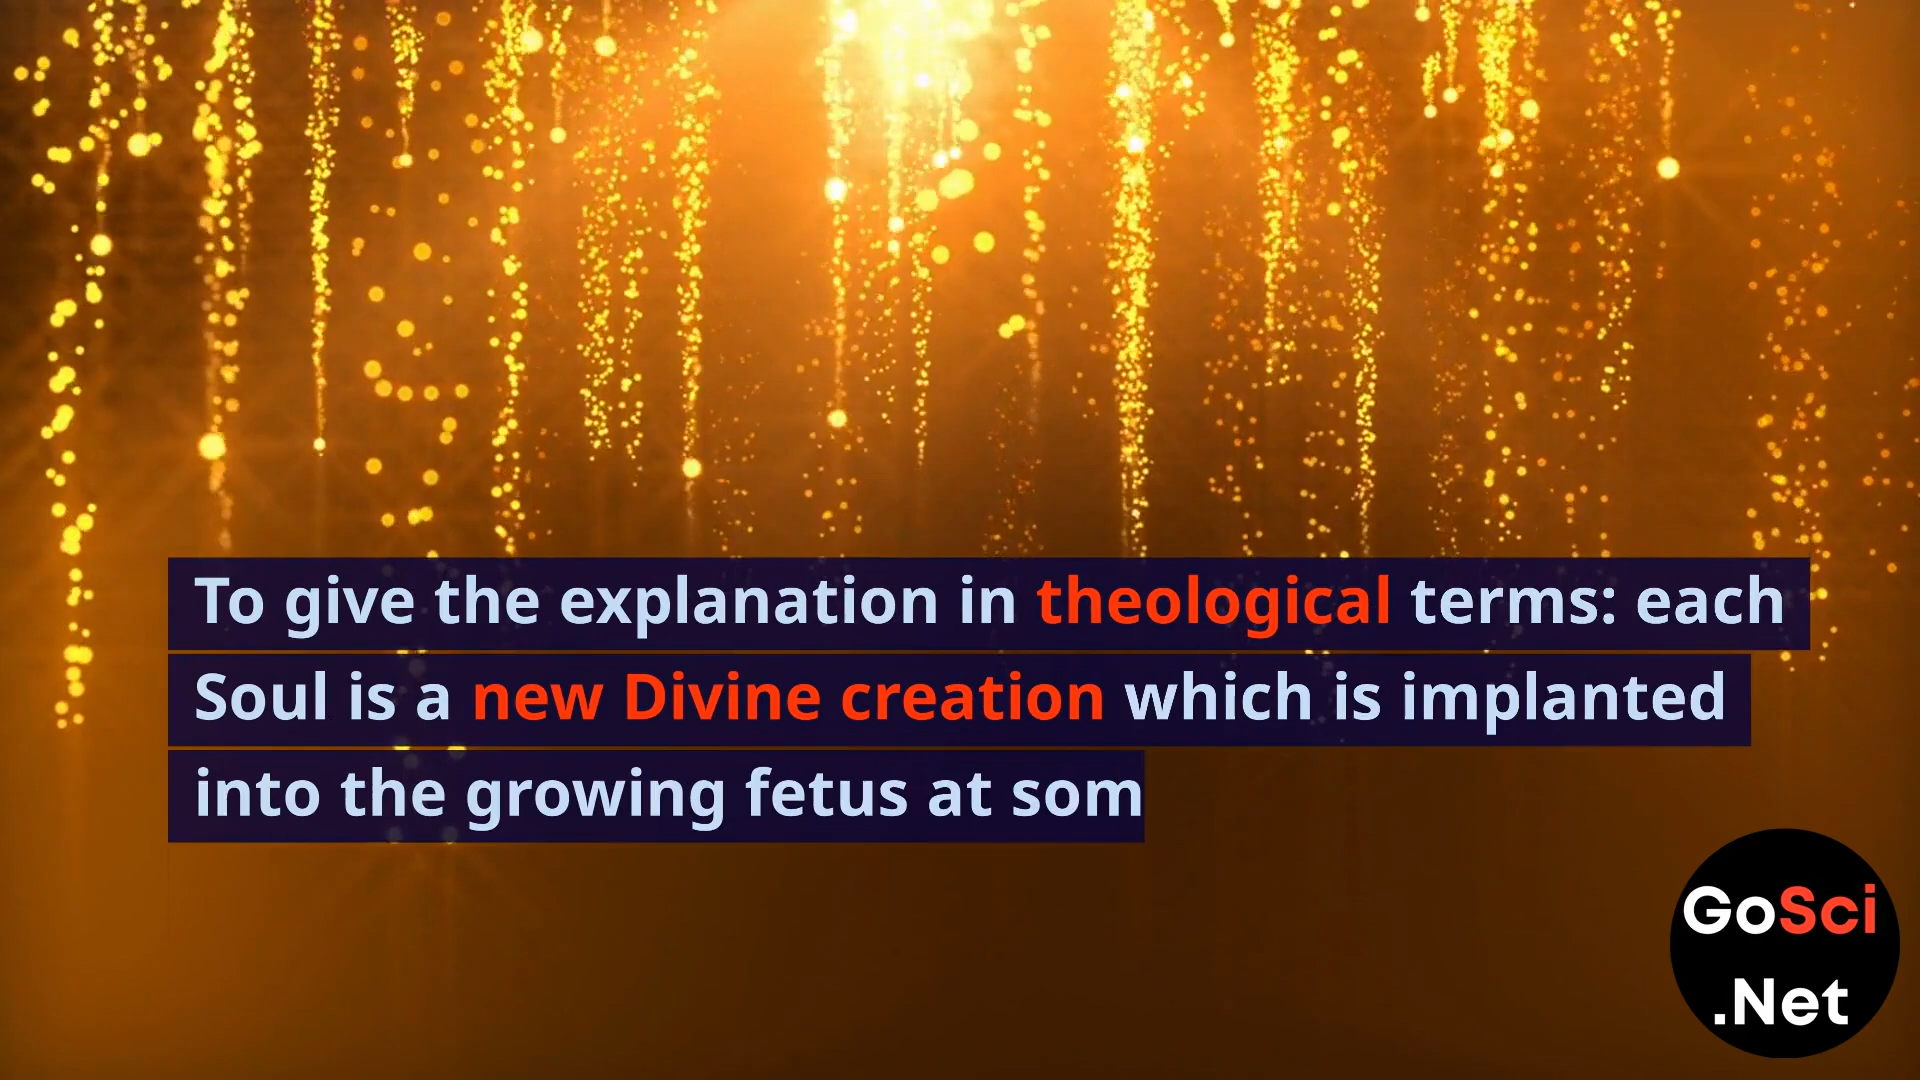 To give the explanation in theological terms: each
Soul is a new Divine creation which is implanted
into the growing fetus at som
GoSci
.Net